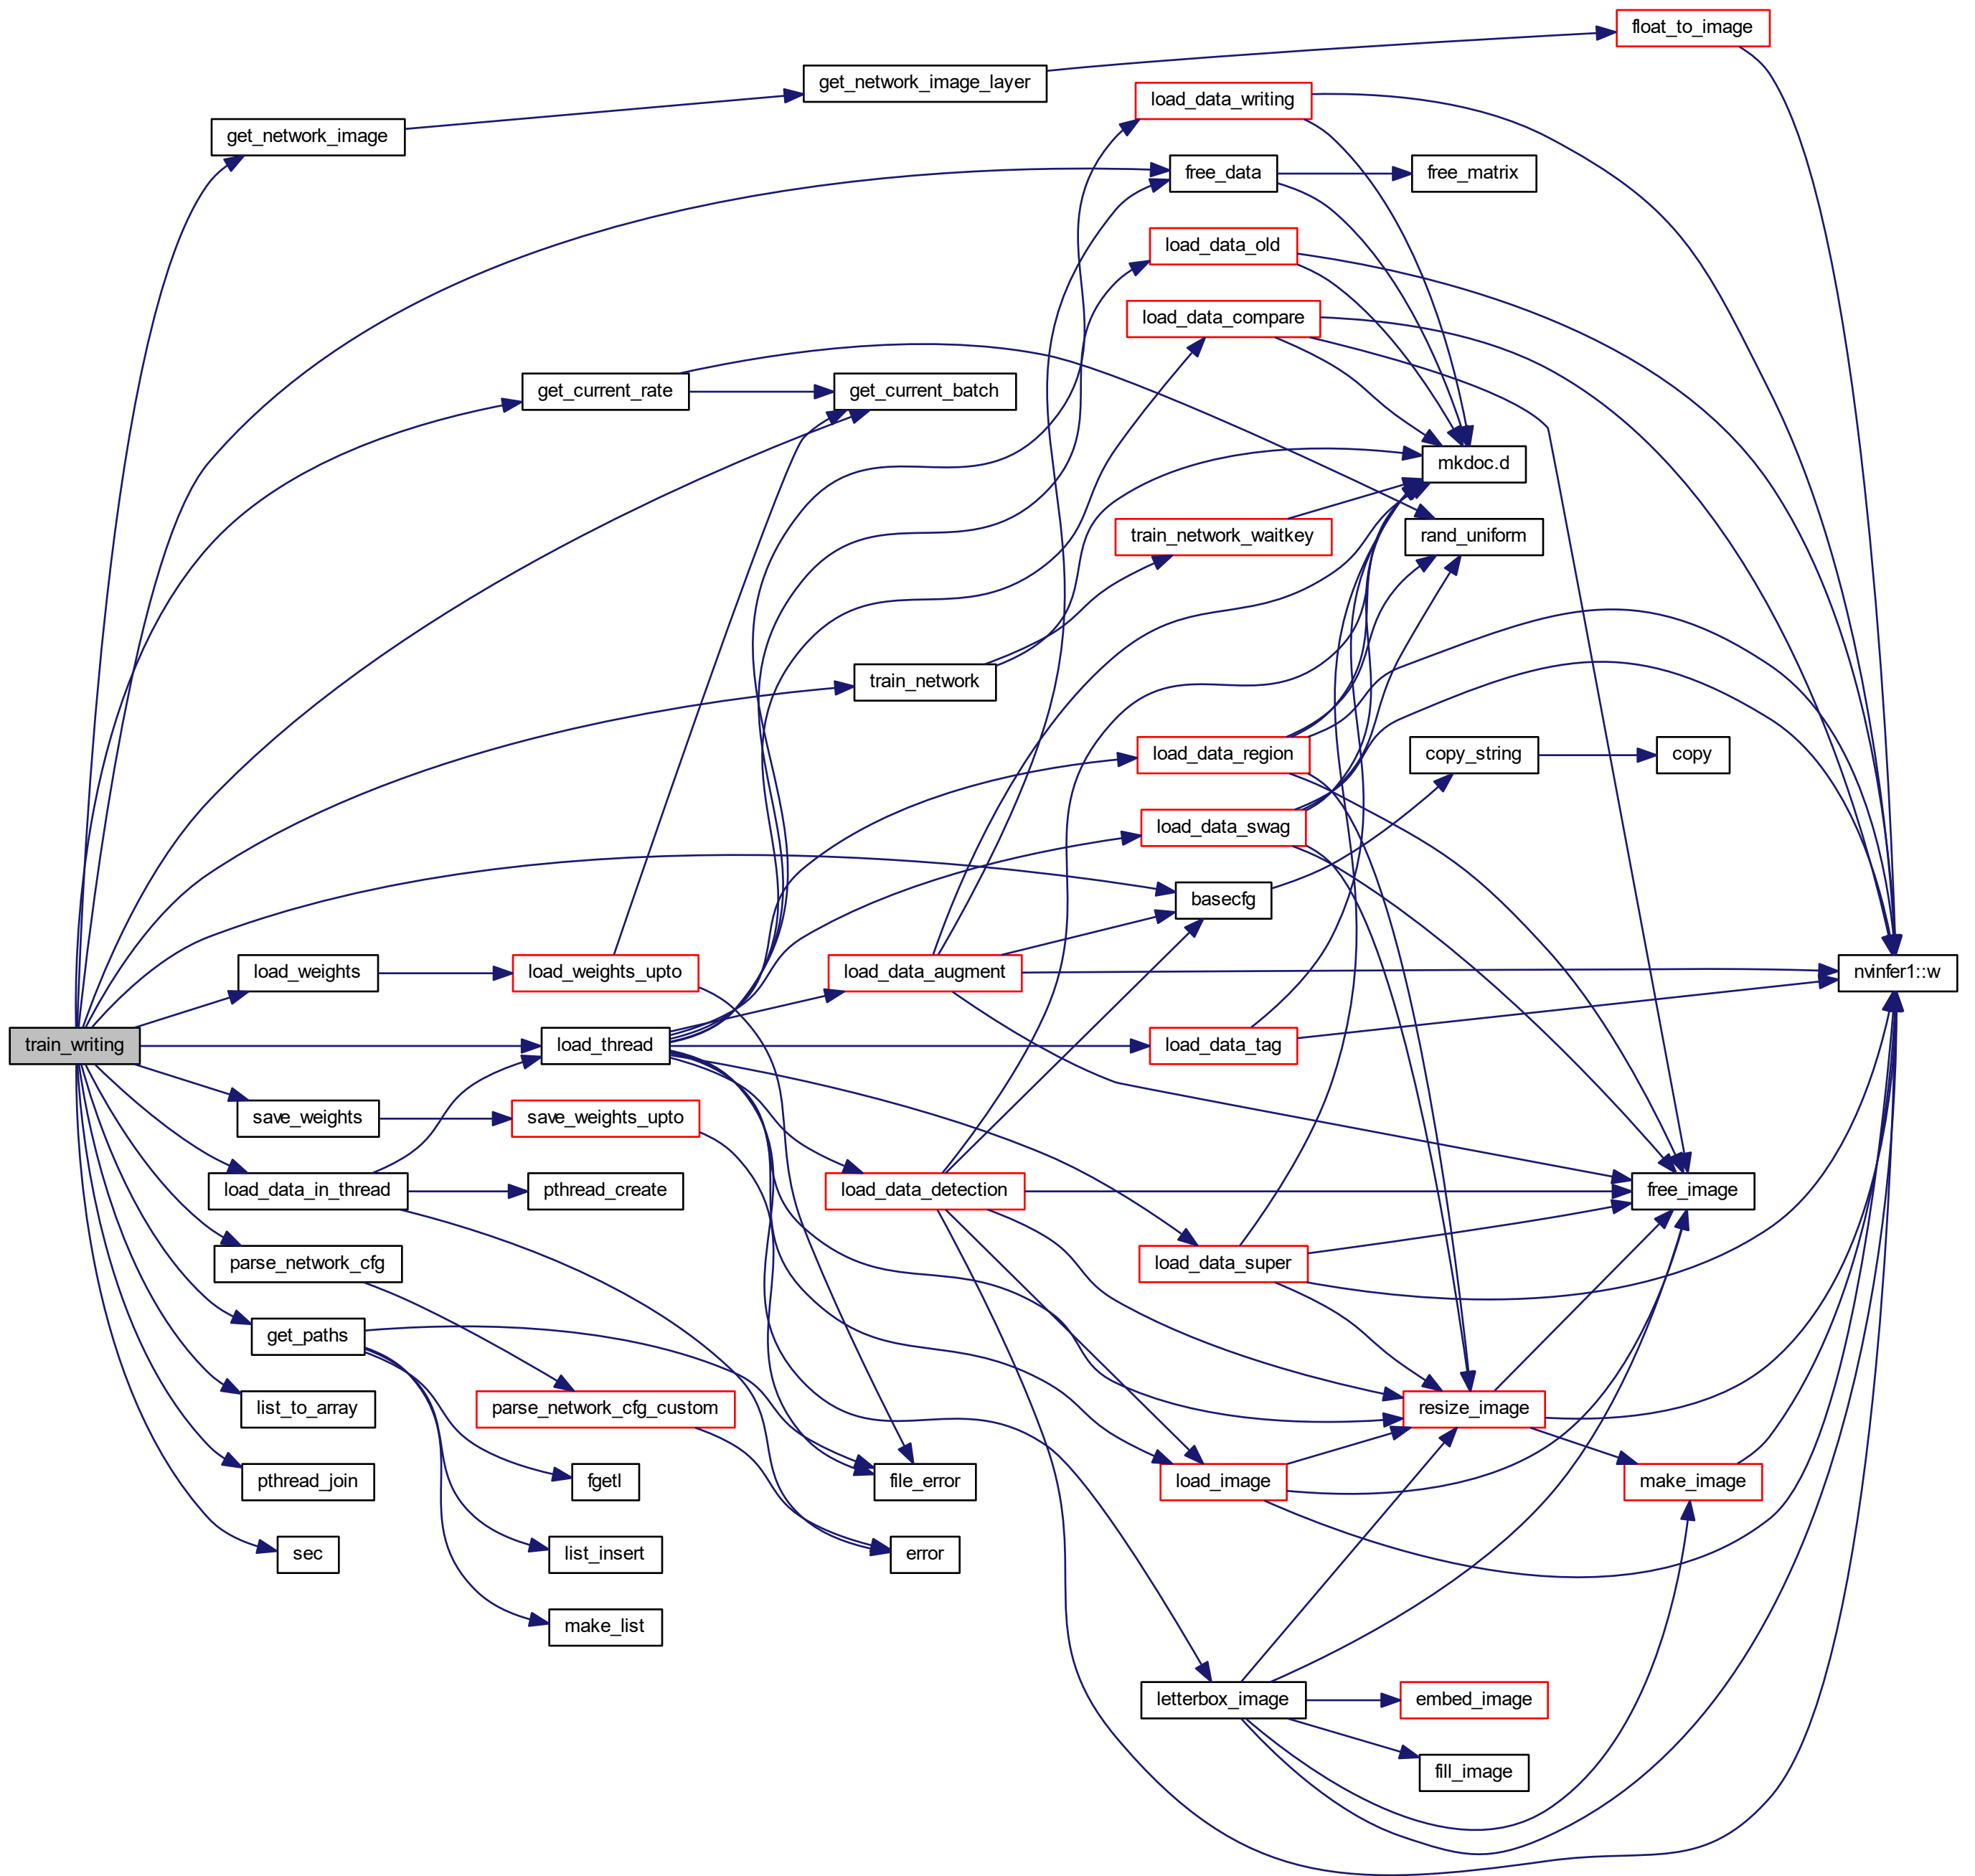 float_to_image
get_network_image_layer
load_data_writing
get_network_image
free_data
free_matrix
load_data_old
load_data_compare
get_current_rate
get_current_batch
mkdoc.d
train_network_waitkey
rand_uniform
train_network
load_data_region
copy_string
copy
load_data_swag
basecfg
load_weights
load_weights_upto
load_data_augment
nvinfer1::w
train_writing
load_thread
load_data_tag
save_weights
save_weights_upto
load_data_in_thread
pthread_create
load_data_detection
free_image
parse_network_cfg
load_data_super
get_paths
list_to_array
parse_network_cfg_custom
resize_image
pthread_join
fgetl
file_error
load_image
make_image
sec
list_insert
error
make_list
letterbox_image
embed_image
fill_image